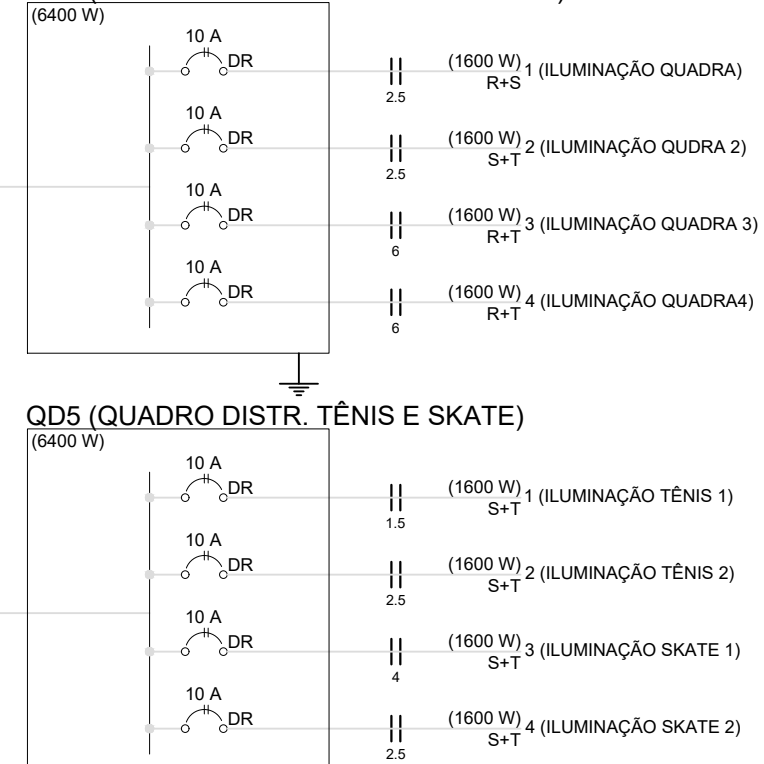 (6400 W)
10 A
DR
(1600 W)
R+S
1 (ILUMINAÇÃO QUADRA)
2.5
10 A
DR
(1600 W)
S+T
2 (ILUMINAÇÃO QUDRA 2)
2.5
10 A
DR
(1600 W)
R+T
3 (ILUMINAÇÃO QUADRA 3)
6
10 A
DR
(1600 W)
R+T
4 (ILUMINAÇÃO QUADRA4)
6
QD5 (QUADRO DISTR. TÊNIS E SKATE)
(6400 W)
10 A
DR
(1600 W)
S+T
1 (ILUMINAÇÃO TÊNIS 1)
1.5
10 A
DR
(1600 W)
S+T
2 (ILUMINAÇÃO TÊNIS 2)
2.5
10 A
DR
(1600 W)
S+T
3 (ILUMINAÇÃO SKATE 1)
4
10 A
DR
(1600 W)
S+T
4 (ILUMINAÇÃO SKATE 2)
2.5